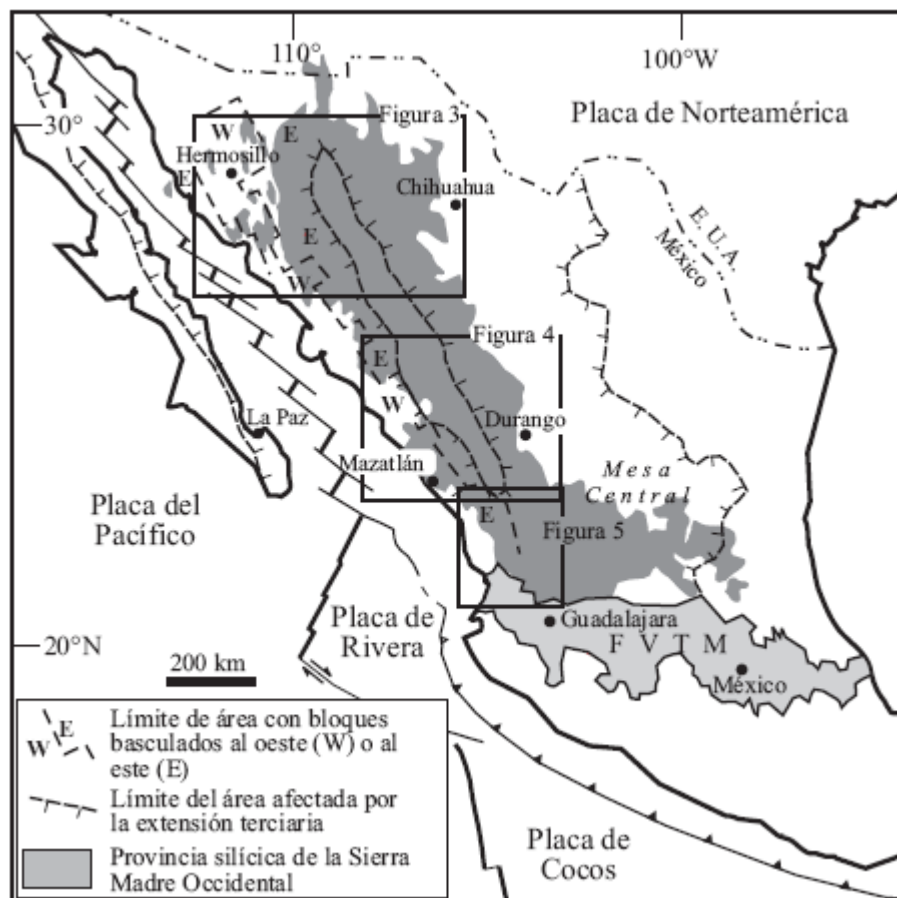 110°
100°W
Placa de Norteamérica
Figura 3
30°
W
E
Hermosillo
E
Chihuahua
E. U. A.
México
E
W
Figura 4
E
W
Durango
La Paz
Mazatlán
Mesa
Central
Placa del
Pacífico
E
Figura 5
Placa de
Rivera
Guadalajara
F V T M
20°N
200 km
México
W E
Límite de área con bloques
basculados al oeste (W) o al
este (E)
Límite del área afectada por
la extensión terciaria
Provincia silícica de la Sierra
Madre Occidental
Placa de
Cocos